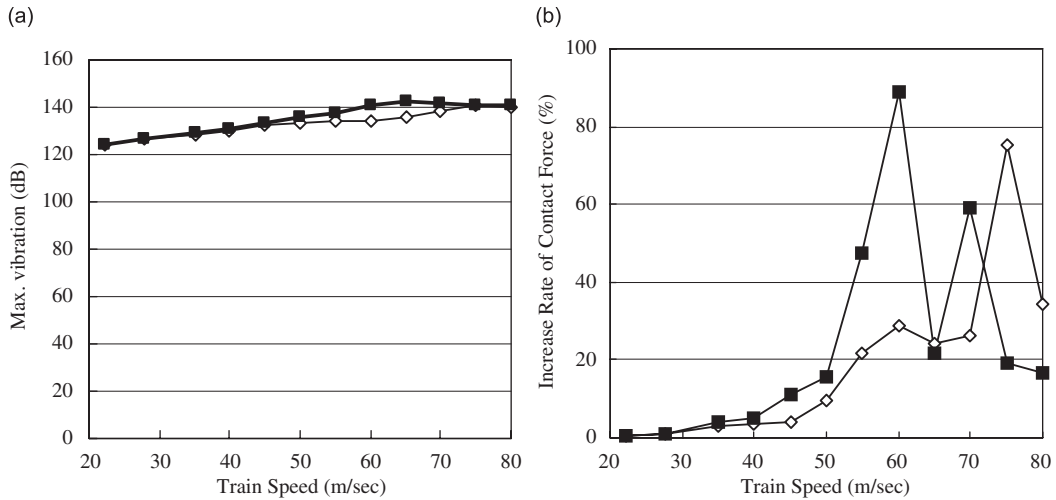 (a)
160
140
120
100
80
60
40
20
0
20 30 40 50 60 70 80
Train Speed (m/sec)
Max. vibration (dB)
(b)
100
80
60
40
20
0
20 30 40 50 60 70 80
Train Speed (m/sec)
Increase Rate of Contact Force (%)